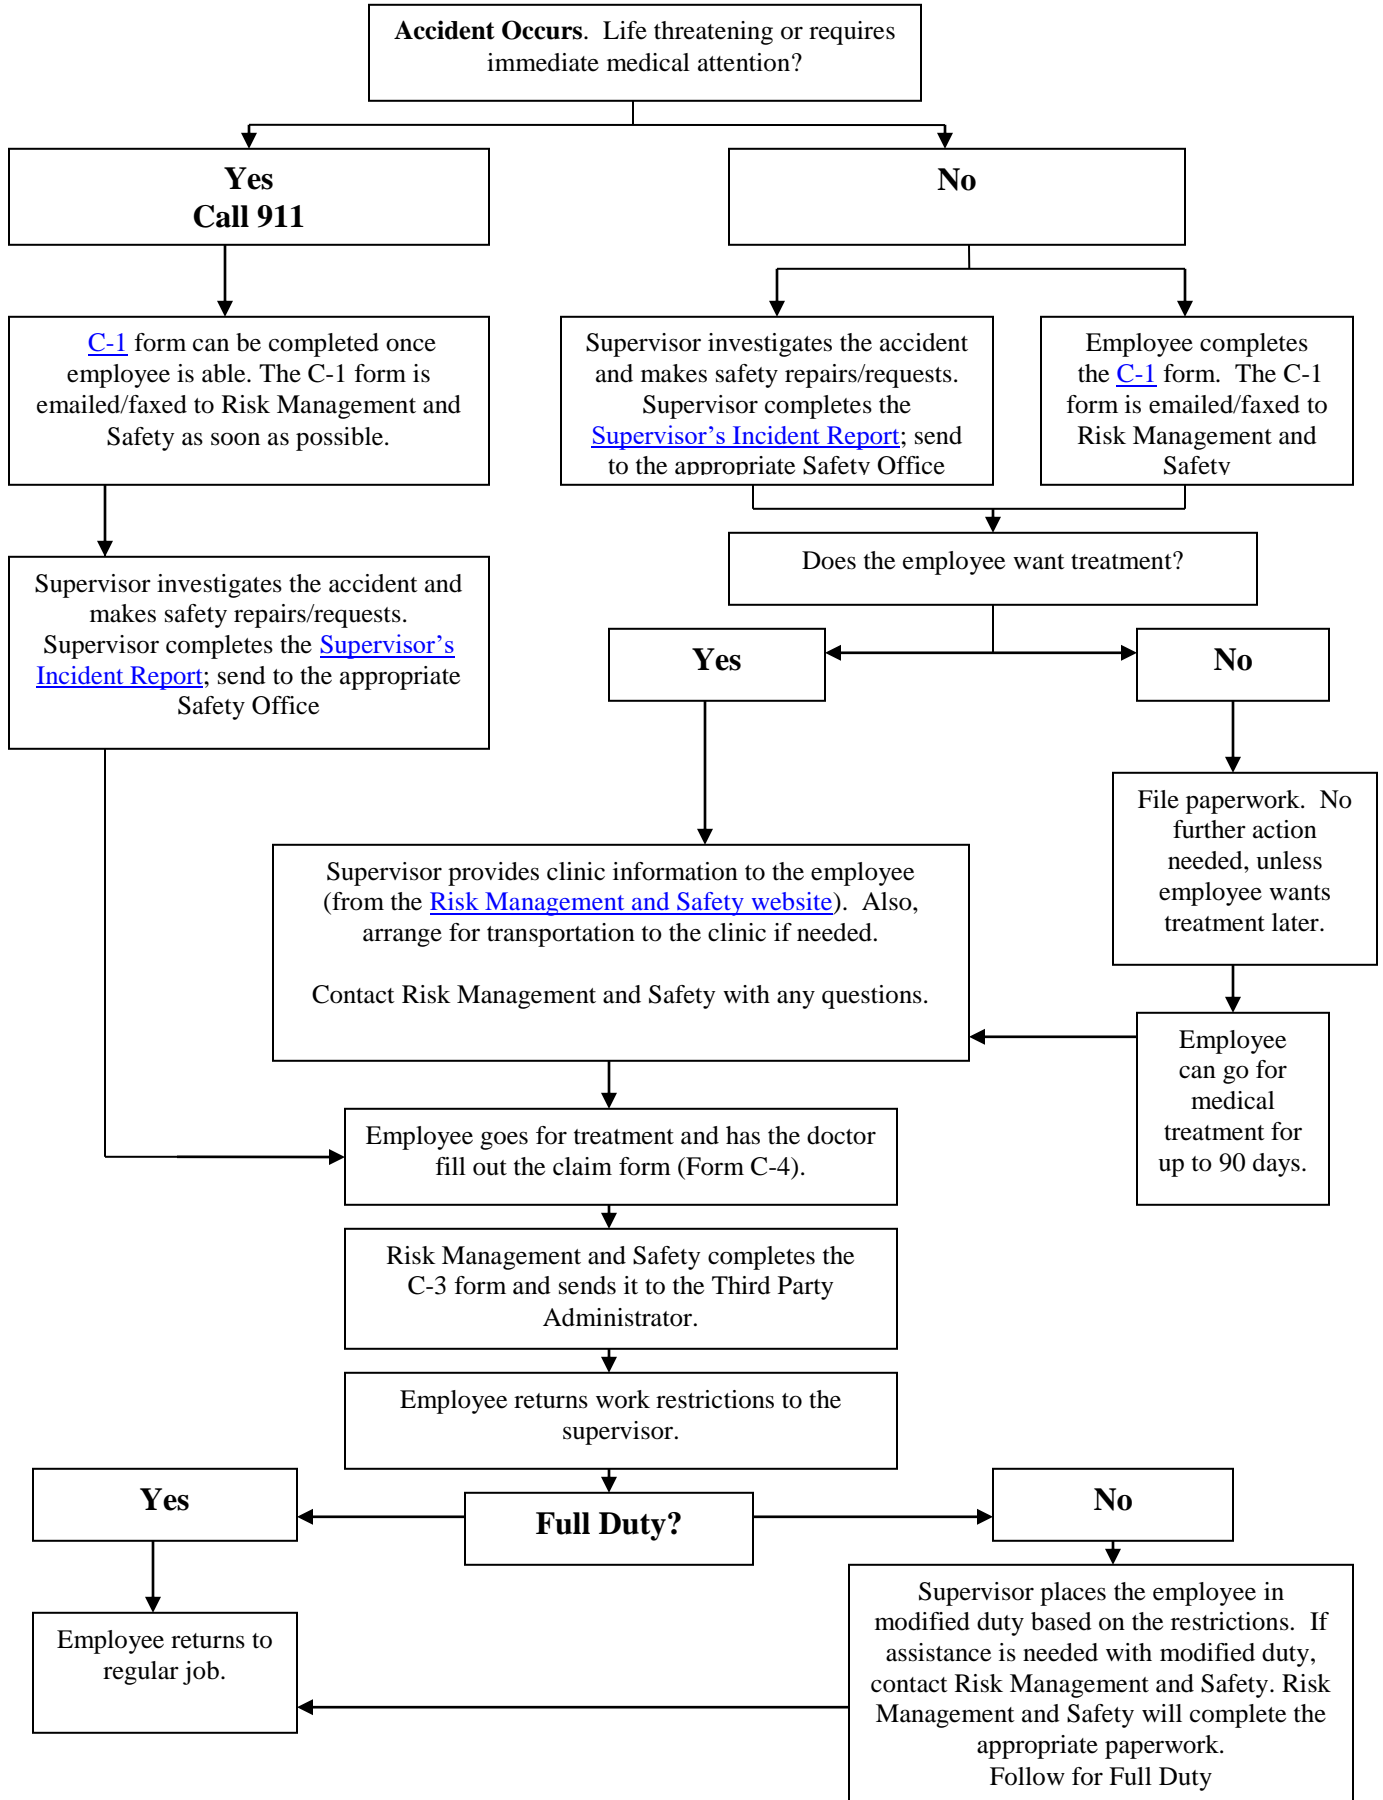 Accident Occurs.  Life threatening or requires
immediate medical attention?
Yes
Call 911
No
C-1 form can be completed once
employee is able. The C-1 form is
emailed/faxed to Risk Management and
Safety as soon as possible.
Supervisor investigates the accident
and makes safety repairs/requests.
Supervisor completes the
Supervisor’s Incident Report; send
to the appropriate Safety Office
Employee completes
the C-1 form.  The C-1
form is emailed/faxed to
Risk Management and
Safety
Does the employee want treatment?
Supervisor investigates the accident and
makes safety repairs/requests.
Supervisor completes the Supervisor’s
Incident Report; send to the appropriate
Safety Office
Yes
No
File paperwork.  No
further action
needed, unless
employee wants
treatment later.
Supervisor provides clinic information to the employee
(from the Risk Management and Safety website).  Also,
arrange for transportation to the clinic if needed.
Contact Risk Management and Safety with any questions.
Employee
can go for
medical
treatment for
up to 90 days.
Employee goes for treatment and has the doctor
fill out the claim form (Form C-4).
Risk Management and Safety completes the
C-3 form and sends it to the Third Party
Administrator.
Employee returns work restrictions to the
supervisor.
Yes
Full Duty?
No
Employee returns to
regular job.
Supervisor places the employee in
modified duty based on the restrictions.  If
assistance is needed with modified duty,
contact Risk Management and Safety. Risk
Management and Safety will complete the
appropriate paperwork.
Follow for Full Duty